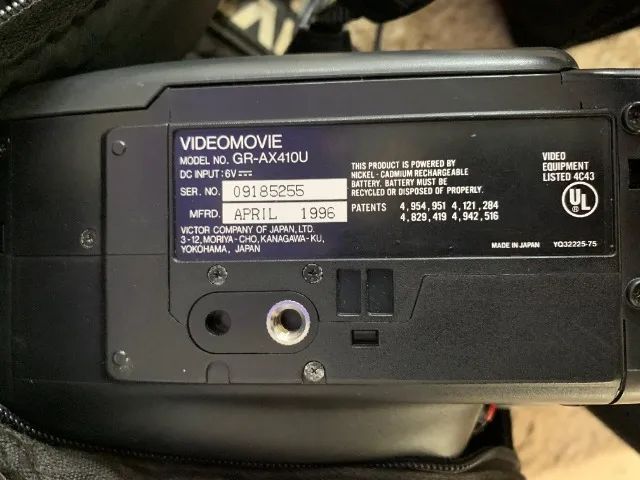 VIDEOMOVIE
MODEL NO. GR-AX410U
DC INPUT : 6V
SER. NO. 09185255
MFRD. APRIL 1996
VICTOR COMPANY OF JAPAN, LTD.
3-12, MORIYA-CHO, KANAGAWA-KU,
YOKOHAMA, JAPAN
THIS PRODUCT IS POWERED BY
NICKEL - CADMIUM RECHARGEABLE
BATTERY. BATTERY MUST BE
RECYCLED OR DISPOSED OF PROPERLY.
PATENTS 4, 954, 951 4, 121, 284
4, 829, 419 4, 942, 516
VIDEO
EQUIPMENT
LISTED 4C43
UL
MADE IN JAPAN YQ32225-75